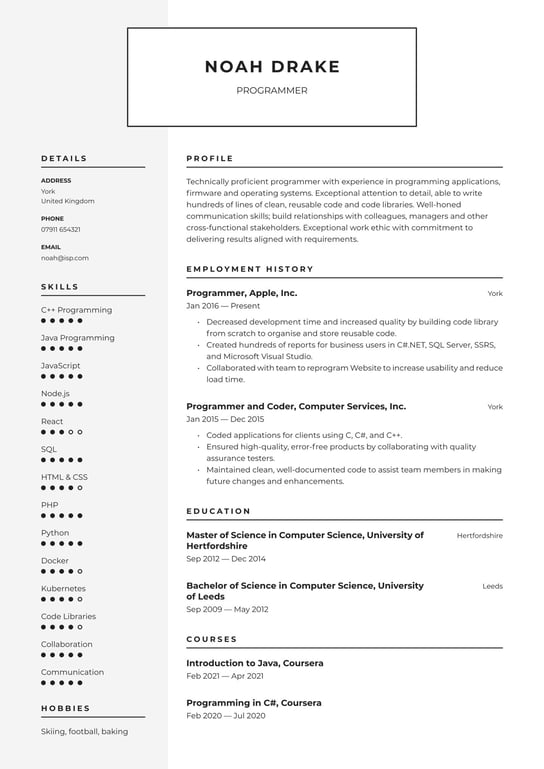 NOAH DRAKE
PROGRAMMER
DETAILS
ADDRESS
York
United Kingdom
PHONE
07911 654321
EMAIL
noah@isp.com
SKILLS
C++ Programming
Java Programming
JavaScript
Node.js
React
SQL
HTML & CSS
PHP
Python
Docker
Kubernetes
Code Libraries
Collaboration
Communication
HOBBIES
Skiing, football, baking
PROFILE
Technically proficient programmer with experience in programming applications,
firmware and operating systems. Exceptional attention to detail, able to write
hundreds of lines of clean, reusable code and code libraries. Well-honed
communication skills; build relationships with colleagues, managers and other
cross-functional stakeholders. Exceptional work ethic with commitment to
delivering results aligned with requirements.
EMPLOYMENT HISTORY
Programmer, Apple, Inc.
York
Jan 2016 — Present
• Decreased development time and increased quality by building code library
from scratch to organise and store reusable code.
• Created hundreds of reports for business users in C#.NET, SQL Server, SSRS,
and Microsoft Visual Studio.
• Collaborated with team to reprogram Website to increase usability and reduce
load time.
Programmer and Coder, Computer Services, Inc.
York
Jan 2015 — Dec 2015
• Coded applications for clients using C, C#, and C++.
• Ensured high-quality, error-free products by collaborating with quality
assurance testers.
• Maintained clean, well-documented code to assist team members in making
future changes and enhancements.
EDUCATION
Master of Science in Computer Science, University of
Hertfordshire
Hertfordshire
Sep 2012 — Dec 2014
Bachelor of Science in Computer Science, University
of Leeds
Leeds
Sep 2009 — May 2012
COURSES
Introduction to Java, Coursera
Feb 2021 — Apr 2021
Programming in C#, Coursera
Feb 2020 — Jul 2020